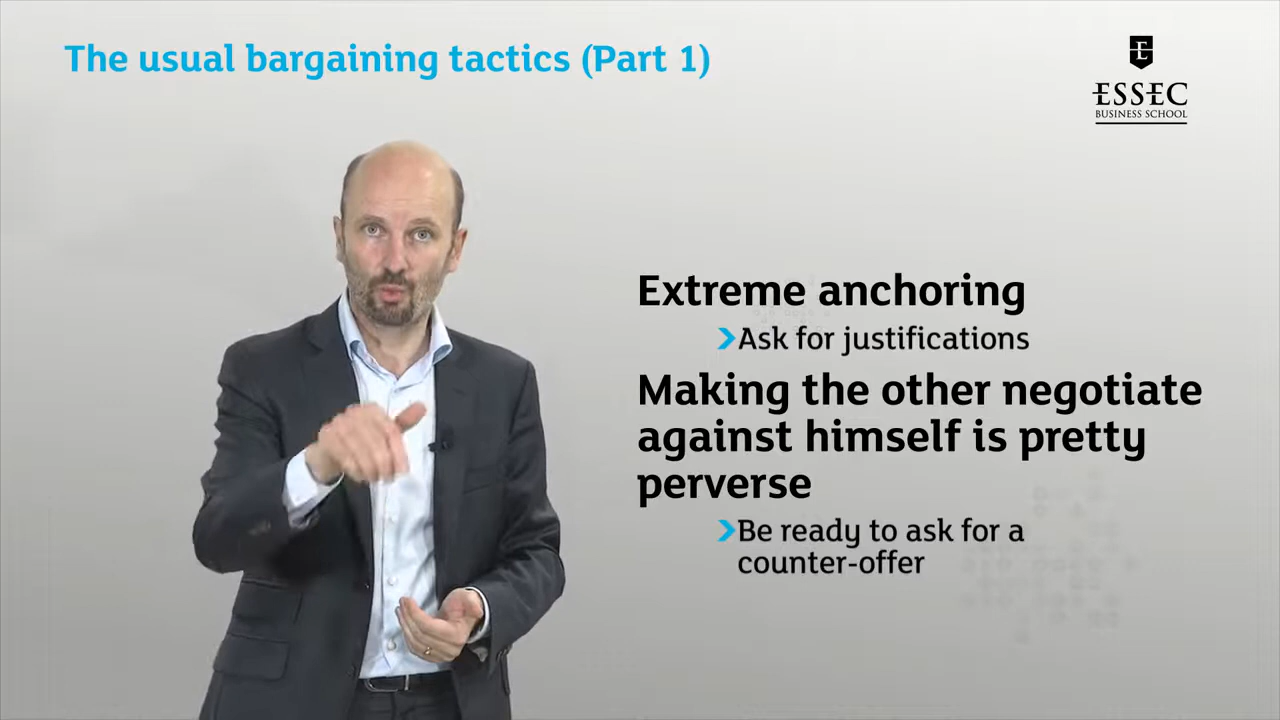 The usual bargaining tactics (Part 1)
E
ESSEC
BUSINESS SCHOOL
Extreme anchoring
Ask for justifications
Making the other negotiate
against himself is pretty
perverse
Be ready to ask for a
counter-offer